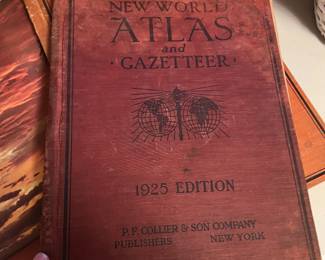 NEW WORLD
ATLAS
and
· GAZETTEER ·
1925 EDITION
P. F. COLLIER & SON COMPANY
PUBLISHERS NEW YORK